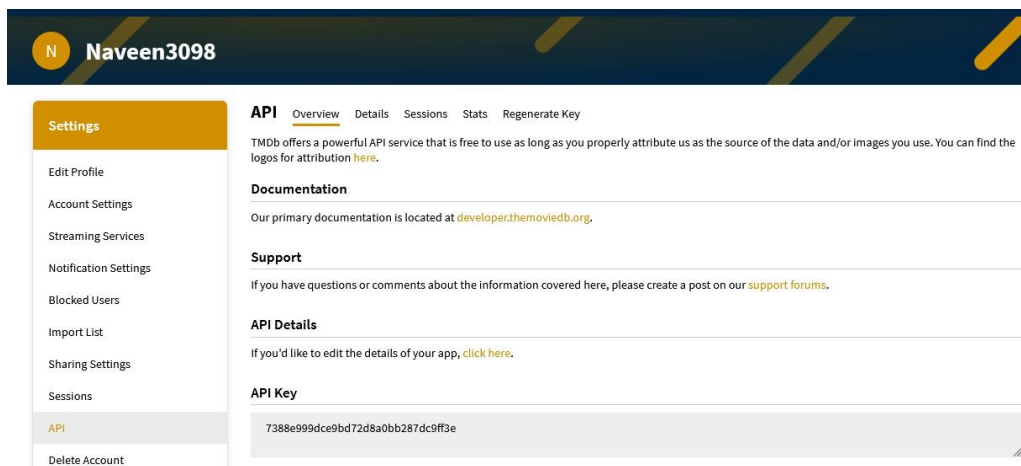 N
Naveen3098
Settings
Edit Profile
Account Settings
Streaming Services
Notification Settings
Blocked Users
Import List
Sharing Settings
Sessions
API
Delete Account
API Overview Details Sessions Stats Regenerate Key
TMDb offers a powerful API service that is free to use as long as you properly attribute us as the source of the data and/or images you use. You can find the
logos for attribution here.
Documentation
Our primary documentation is located at developer.themoviedb.org.
Support
If you have questions or comments about the information covered here, please create a post on our support forums.
API Details
If you'd like to edit the details of your app, click here.
API Key
7388e999dce9bd72d8a0bb287dc9ff3e